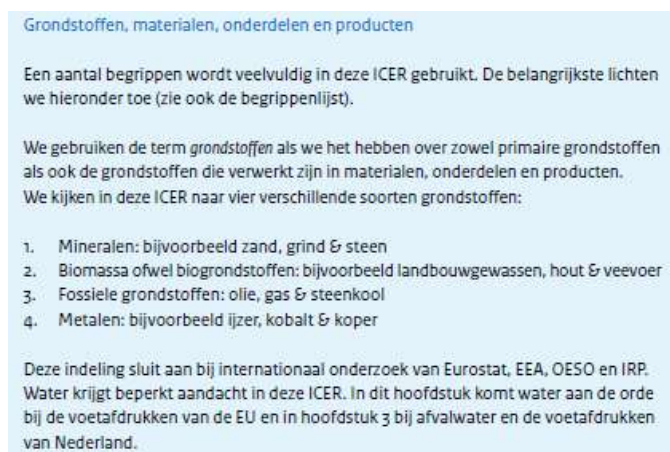 Grondstoffen, materialen, onderdelen en producten
Een aantal begrippen wordt veelvuldig in deze ICER gebruikt. De belangrijkste lichten
we hieronder toe (zie ook de begrippenlijst).
We gebruiken de term grondstoffen als we het hebben over zowel primaire grondstoffen
als ook de grondstoffen die verwerkt zijn in materialen, onderdelen en producten.
We kijken in deze ICER naar vier verschillende soorten grondstoffen:
1. Mineralen: bijvoorbeeld zand, grind & steen
2. Biomassa ofwel biogrondstoffen: bijvoorbeeld landbouwgewassen, hout & veevoer
3. Fossiele grondstoffen: olie, gas & steenkool
4. Metalen: bijvoorbeeld ijzer, kobalt & koper
Deze indeling sluit aan bij internationaal onderzoek van Eurostat, EEA, OESO en IRP.
Water krijgt beperkt aandacht in deze ICER. In dit hoofdstuk komt water aan de orde
bij de voetafdrukken van de EU en in hoofdstuk 3 bij afvalwater en de voetafdrukken
van Nederland.